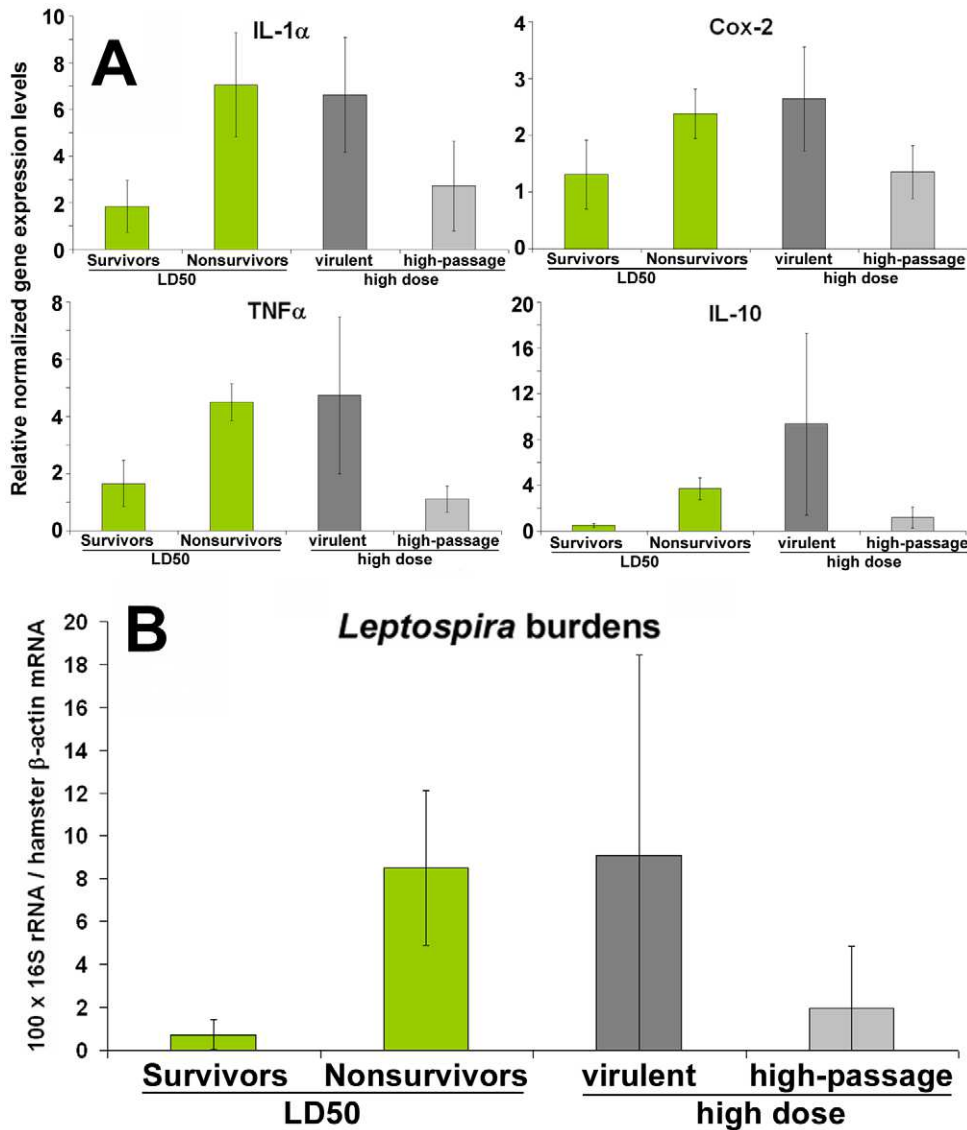 A
Relative normalized gene expression levels
IL-1α
10
8
6
4
2
0
Survivors Nonsurvivors virulent high-passage
LD50 high dose
Cox-2
4
3
2
1
0
Survivors Nonsurvivors virulent high-passage
LD50 high dose
TNFα
8
6
4
2
0
Survivors Nonsurvivors virulent high-passage
LD50 high dose
IL-10
20
16
12
8
4
0
Survivors Nonsurvivors virulent high-passage
LD50 high dose
B
Leptospira burdens
100 x 16S rRNA / hamster β-actin mRNA
20
18
16
14
12
10
8
6
4
2
0
Survivors Nonsurvivors virulent high-passage
LD50 high dose